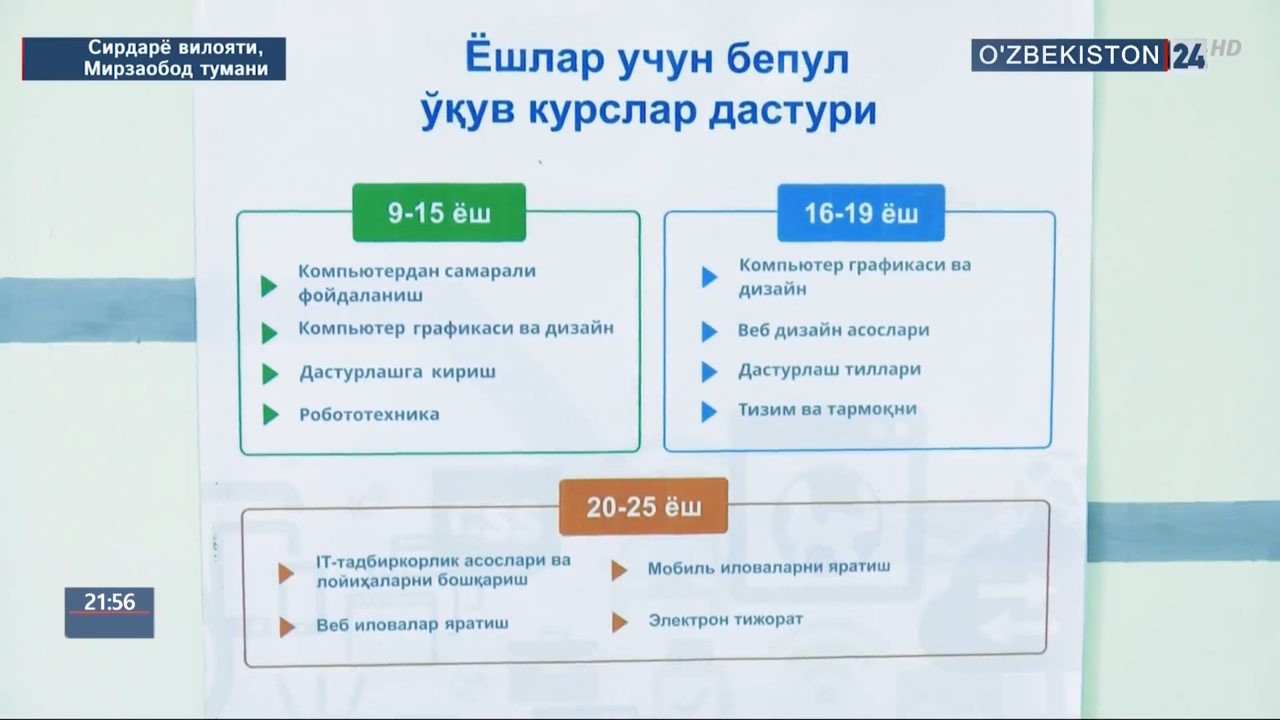 Сирдарё вилояти,
Мирзаобод тумани
O'ZBEKISTON 24 HD
Ёшлар учун бепул
ўқув курслар дастури
9-15 ёш
Компьютердан самарали
фойдаланиш
Компьютер графикаси ва дизайн
Дастурлашга кириш
Робототехника
16-19 ёш
Компьютер графикаси ва
дизайн
Веб дизайн асослари
Дастурлаш тиллари
Тизим ва тармоқни
20-25 ёш
IT-тадбиркорлик асослари ва
лойиҳаларни бошқариш
Веб иловалар яратиш
Мобиль иловаларни яратиш
Электрон тижорат
21:56